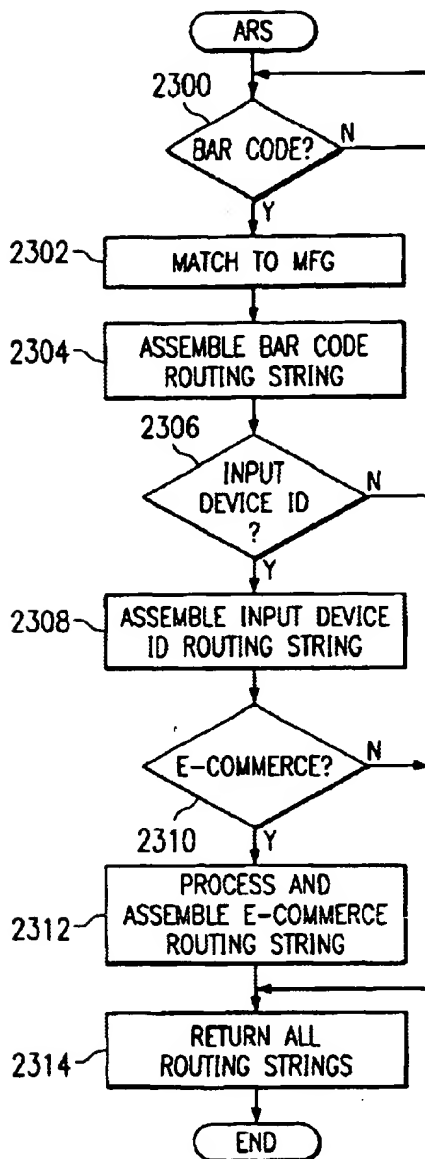 ARS
2300
BAR CODE?
N
Y
2302
MATCH TO MFG
2304
ASSEMBLE BAR CODE
ROUTING STRING
2306
INPUT
DEVICE ID
?
N
Y
2308
ASSEMBLE INPUT DEVICE
ID ROUTING STRING
E-COMMERCE?
N
2310
Y
PROCESS AND
2312
ASSEMBLE E-COMMERCE
ROUTING STRING
RETURN ALL
2314
ROUTING STRINGS
END